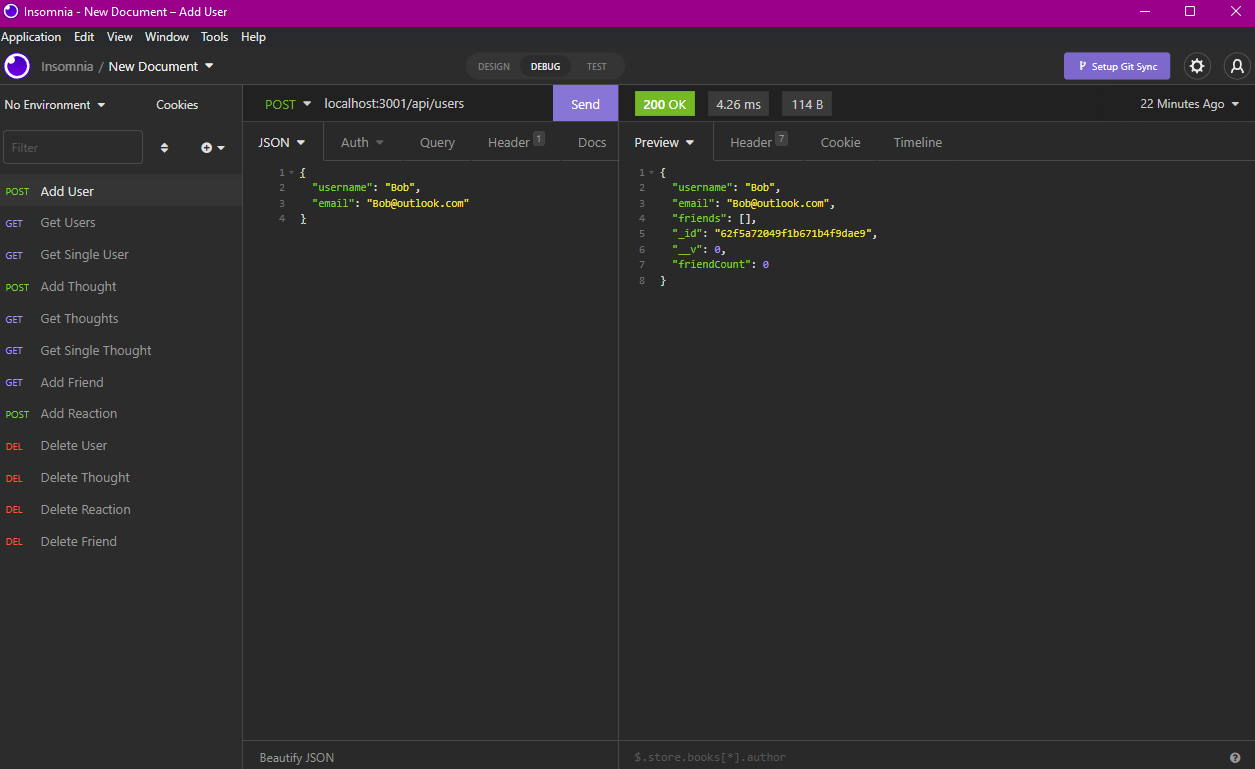 Insomnia - New Document – Add User
Application Edit View Window Tools Help
Insomnia / New Document
DESIGN DEBUG TEST
Setup Git Sync
No Environment Cookies
Filter
POST Add User
GET Get Users
GET Get Single User
POST Add Thought
GET Get Thoughts
GET Get Single Thought
GET Add Friend
POST Add Reaction
DEL Delete User
DEL Delete Thought
DEL Delete Reaction
DEL Delete Friend
POST localhost:3001/api/users Send
JSON Auth Query Header 1 Docs
1 {
2 "username": "Bob",
3 "email": "Bob@outlook.com"
4 }
Beautify JSON
200 OK 4.26 ms 114 B 22 Minutes Ago
Preview Header 7 Cookie Timeline
1 {
2 "username": "Bob",
3 "email": "Bob@outlook.com",
4 "friends": [],
5 "_id": "62f5a72049f1b671b4f9dae9",
6 "__v": 0,
7 "friendCount": 0
8 }
$.store.books[*].author